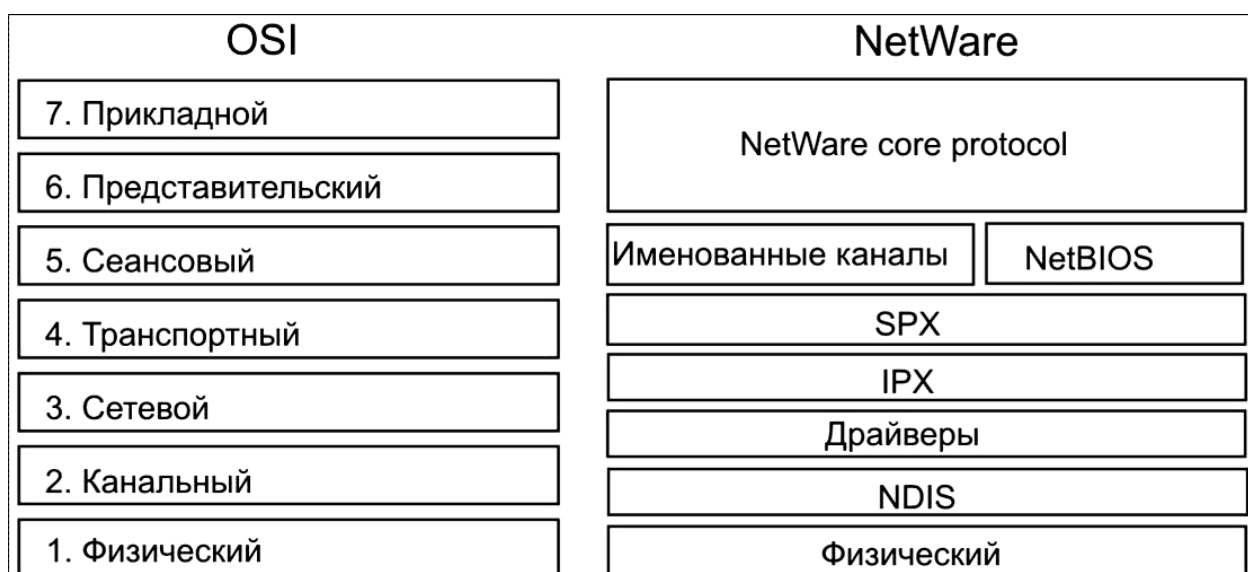 OSI
NetWare
7. Прикладной
6. Представительский
5. Сеансовый
4. Транспортный
3. Сетевой
2. Канальный
1. Физический
NetWare core protocol
Именованные каналы
NetBIOS
SPX
IPX
Драйверы
NDIS
Физический